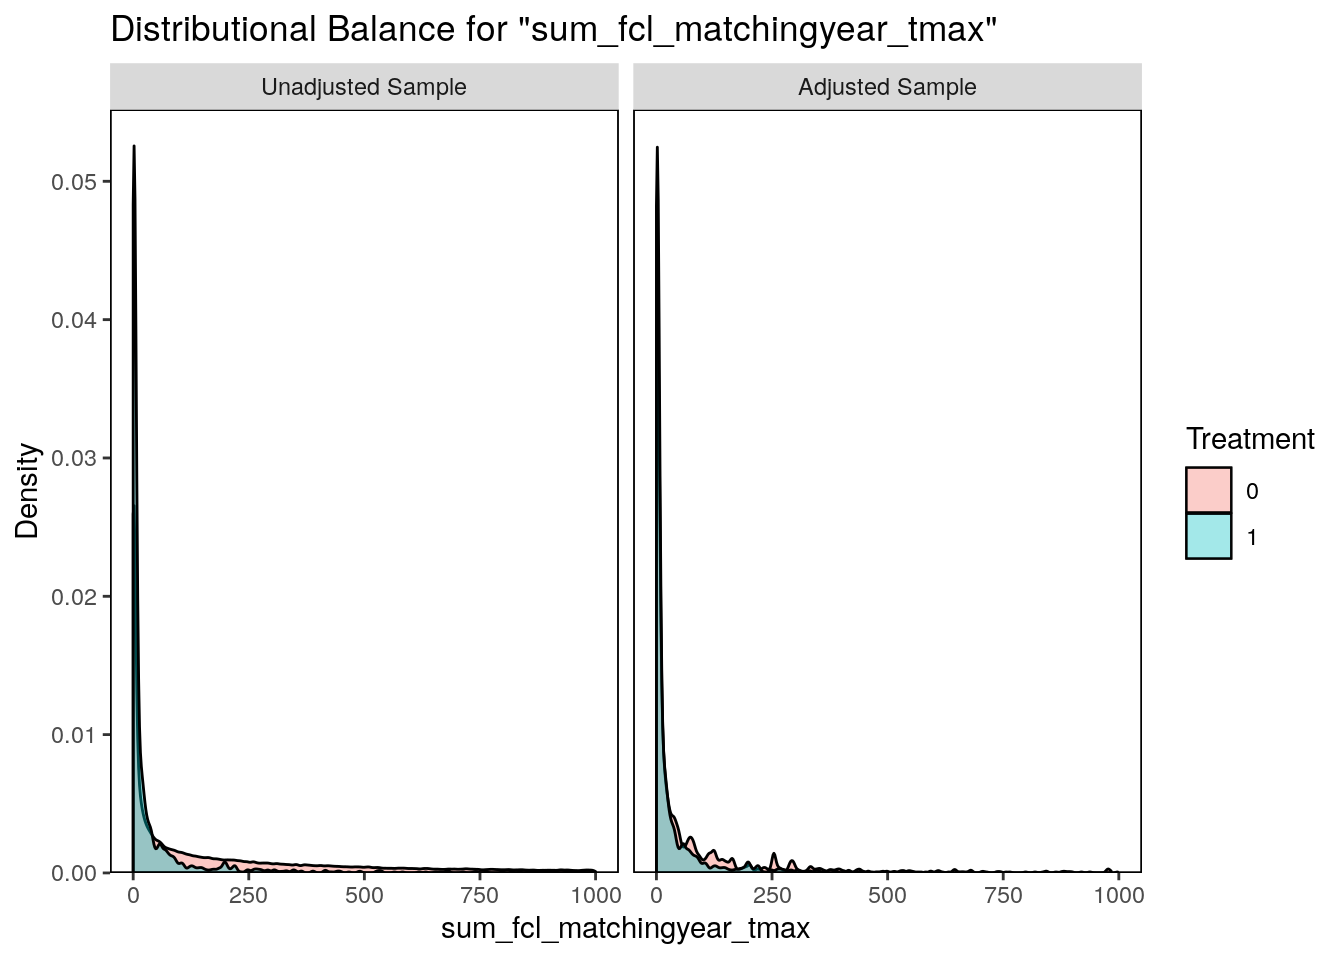 Distributional Balance for "sum_fcl_matchingyear_tmax"
Unadjusted Sample
Adjusted Sample
Density
0.05
0.04
0.03
0.02
0.01
0.00
0 250 500 750 1000
0 250 500 750 1000
sum_fcl_matchingyear_tmax
Treatment
0
1